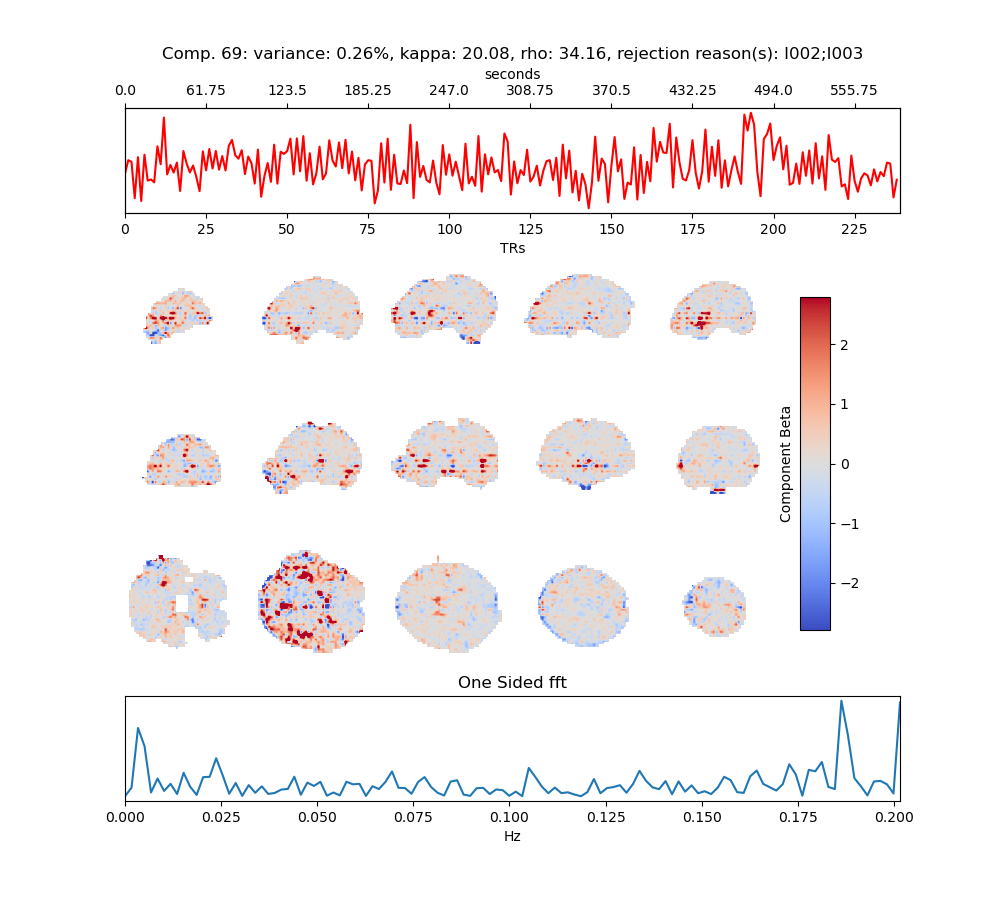 Comp. 69: variance: 0.26%, kappa: 20.08, rho: 34.16, rejection reason(s): I002;I003
seconds
0.0 61.75 123.5 185.25 247.0 308.75 370.5 432.25 494.0 555.75
0 25 50 75 100 125 150 175 200 225
TRs
2
1
0
−1
−2
Component Beta
One Sided fft
0.000 0.025 0.050 0.075 0.100 0.125 0.150 0.175 0.200
Hz